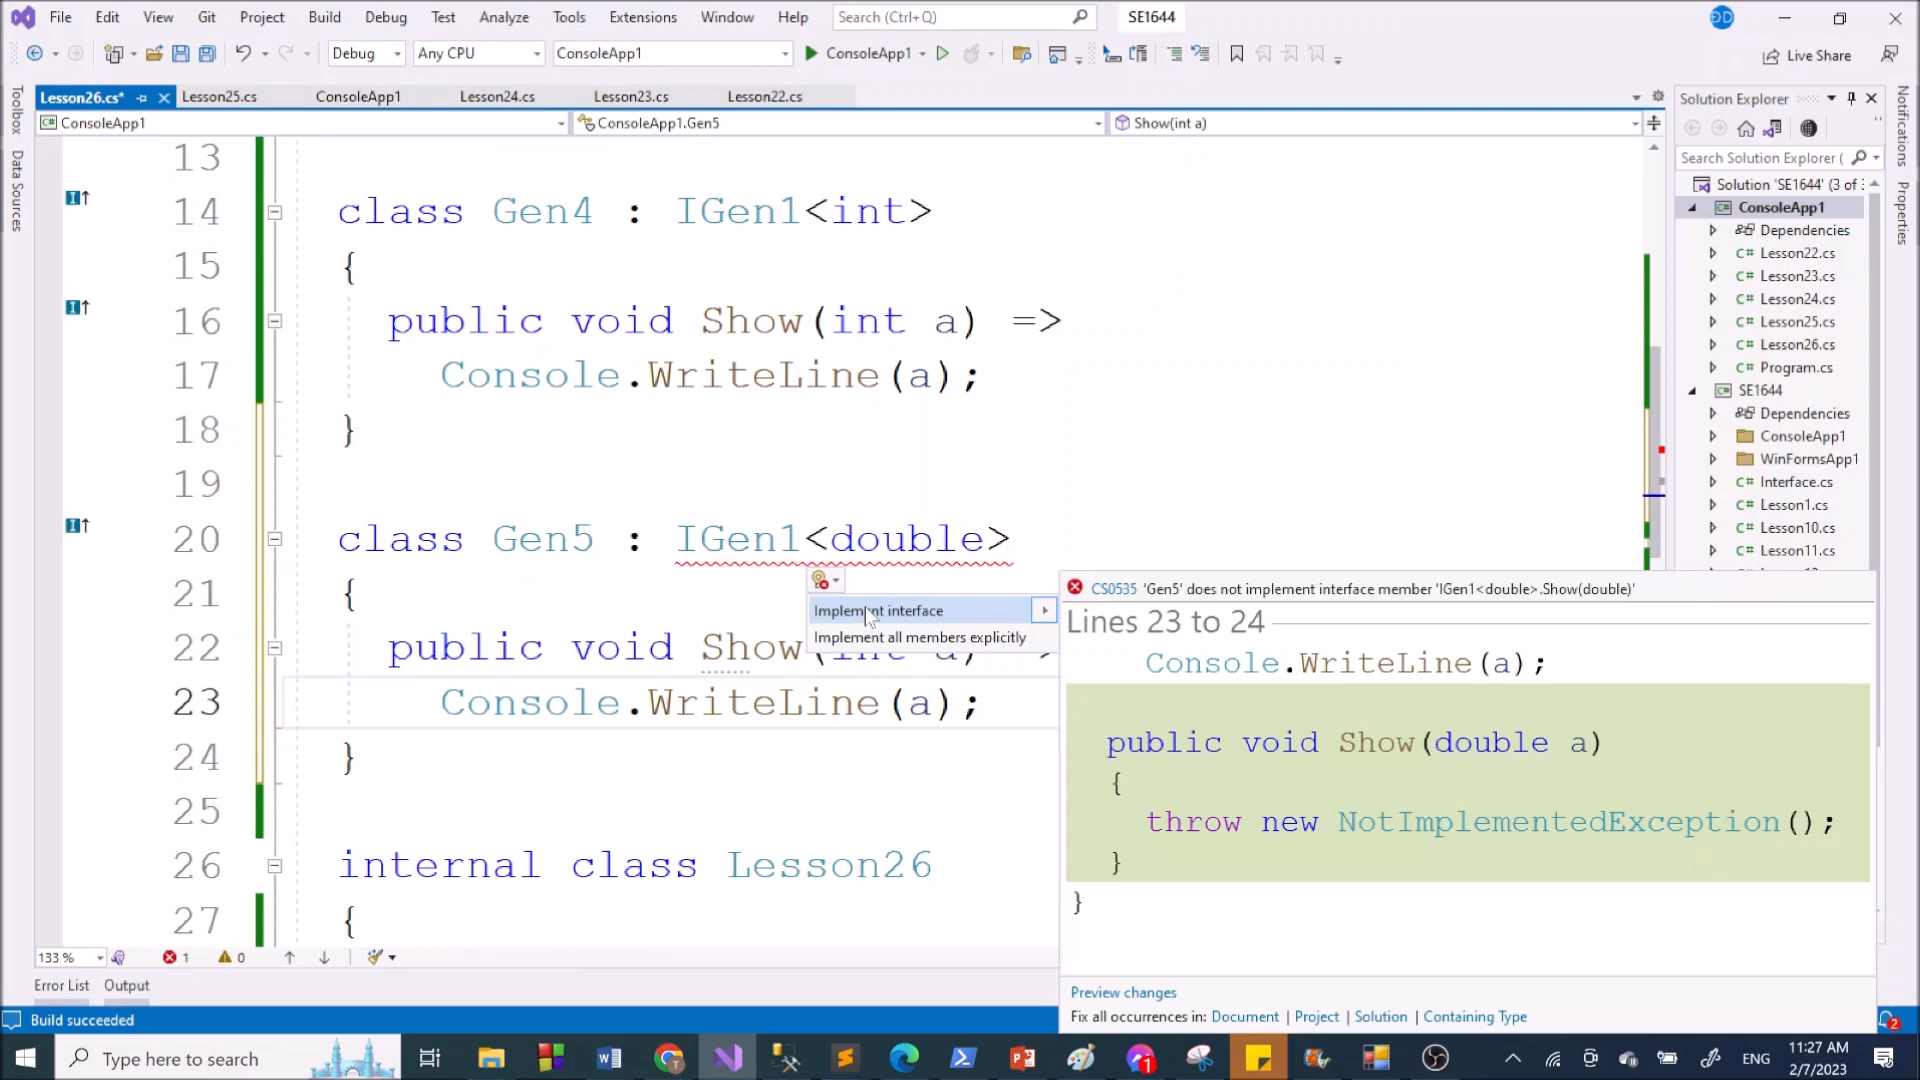 File Edit View Git Project Build Debug Test Analyze Tools Extensions Window Help Search (Ctrl+Q) SE1644
Debug Any CPU ConsoleApp1 ConsoleApp1 Live Share
Lesson26.cs* Lesson25.cs ConsoleApp1 Lesson24.cs Lesson23.cs Lesson22.cs
ConsoleApp1 ConsoleApp1.Gen5 Show(int a)
Toolbox
Data Sources
13
14 class Gen4 : IGen1<int>
15 {
16 public void Show(int a) =>
17 Console.WriteLine(a);
18 }
19
20 class Gen5 : IGen1<double>
21 {
22 public void Show(int a)
23 Console.WriteLine(a);
24 }
25
26 internal class Lesson26
27 {
Implement interface
Implement all members explicitly
CS0535 'Gen5' does not implement interface member 'IGen1<double>.Show(double)'
Lines 23 to 24
Console.WriteLine(a);
public void Show(double a)
{
throw new NotImplementedException();
}
}
Preview changes
Fix all occurrences in: Document | Project | Solution | Containing Type
Solution Explorer
Search Solution Explorer (
Solution 'SE1644' (3 of
ConsoleApp1
Dependencies
Lesson22.cs
Lesson23.cs
Lesson24.cs
Lesson25.cs
Lesson26.cs
Program.cs
SE1644
Dependencies
ConsoleApp1
WinFormsApp1
Interface.cs
Lesson1.cs
Lesson10.cs
Lesson11.cs
Notifications
Properties
133 % 1 0
Error List Output
Build succeeded 2
Type here to search
ENG
11:27 AM
2/7/2023